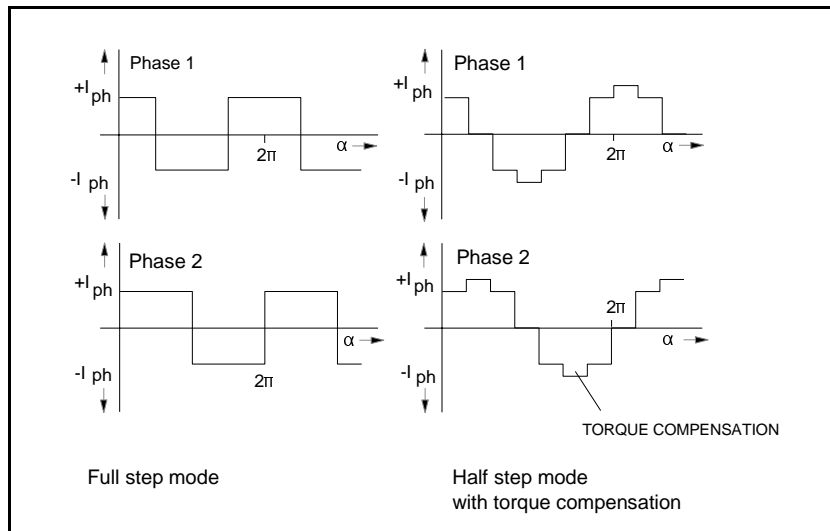 Phase 1
+I ph
-I ph
α
2π
Phase 1
+I ph
-I ph
α
2π
Phase 2
+I ph
-I ph
α
2π
Phase 2
+I ph
-I ph
α
2π
TORQUE COMPENSATION
Full step mode
Half step mode
with torque compensation